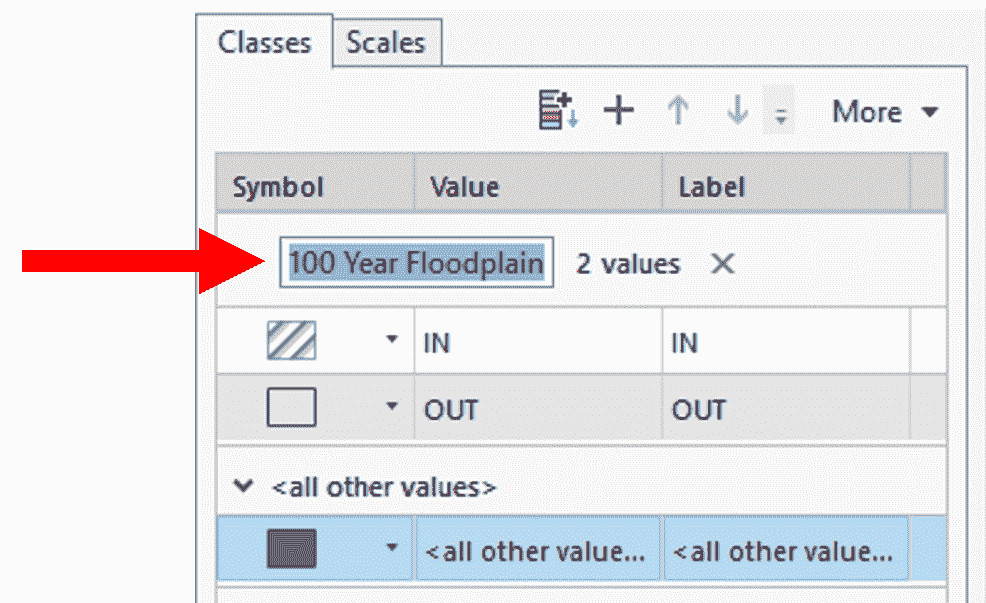 Classes Scales
More
Symbol Value Label
100 Year Floodplain 2 values
IN IN
OUT OUT
<all other values>
<all other value... <all other value...